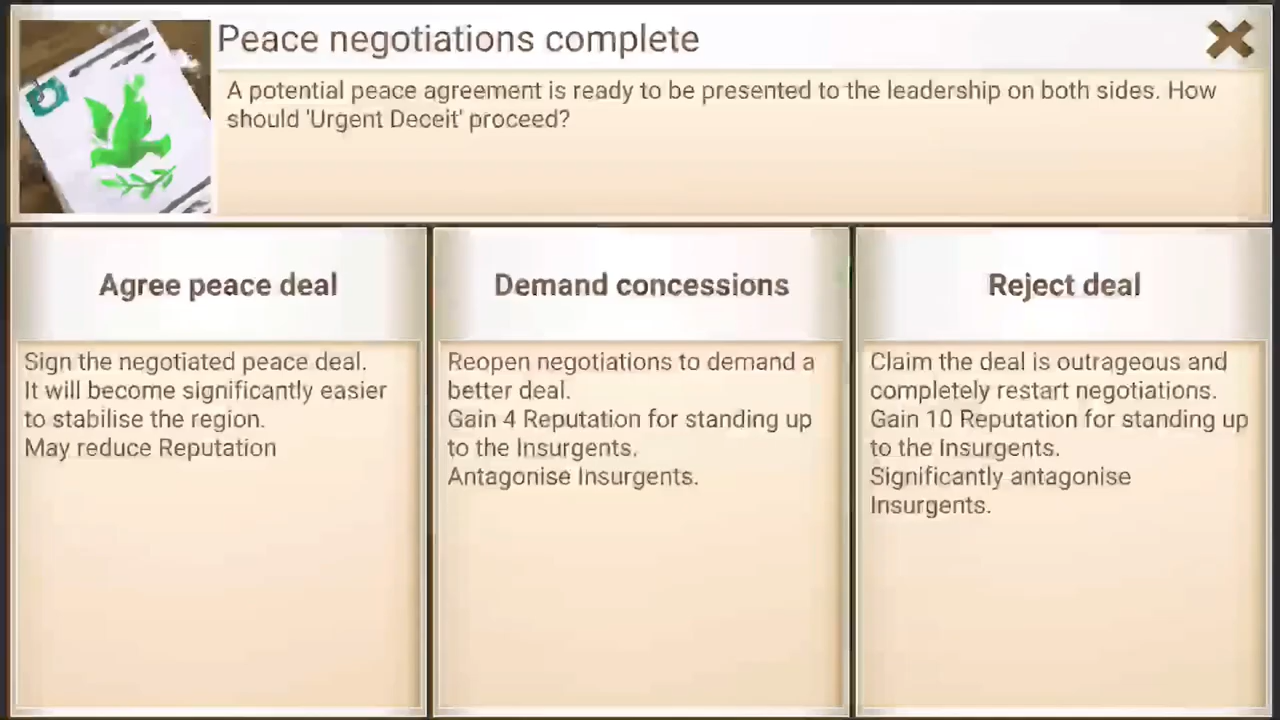 Peace negotiations complete
A potential peace agreement is ready to be presented to the leadership on both sides. How
should 'Urgent Deceit' proceed?
Agree peace deal
Sign the negotiated peace deal.
It will become significantly easier
to stabilise the region.
May reduce Reputation
Demand concessions
Reopen negotiations to demand a
better deal.
Gain 4 Reputation for standing up
to the Insurgents.
Antagonise Insurgents.
Reject deal
Claim the deal is outrageous and
completely restart negotiations.
Gain 10 Reputation for standing up
to the Insurgents.
Significantly antagonise
Insurgents.